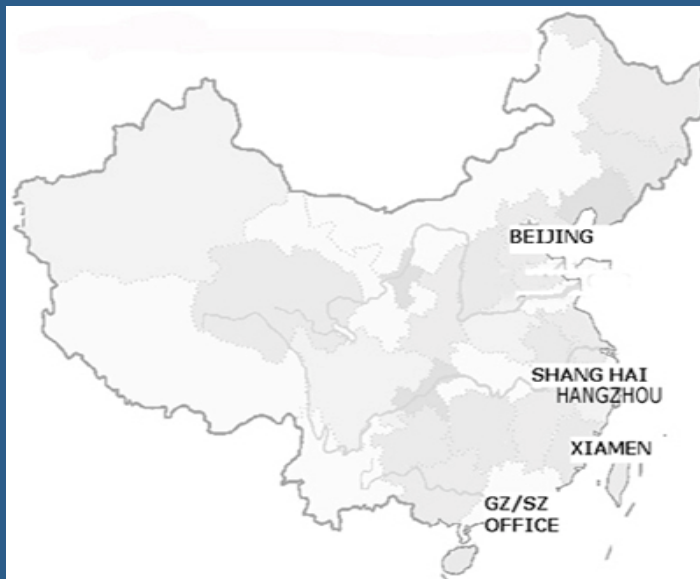 BEIJING
SHANG HAI
HANGZHOU
XIAMEN
GZ/SZ
OFFICE